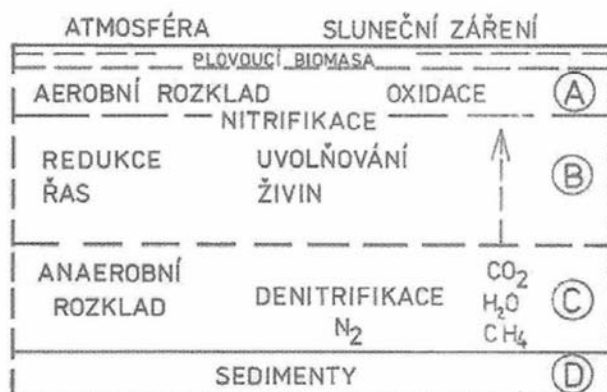 ATMOSFÉRA SLUNEČNÍ ZÁŘENÍ
PLOVOUCÍ BIOMASA
AEROBNÍ ROZKLAD OXIDACE A
NITRIFIKACE
REDUKCE UVOLŇOVÁNÍ B
ŘAS ŽIVIN
ANAEROBNÍ CO2
ROZKLAD DENITRIFIKACE H2O C
N2 CH4
SEDIMENTY D